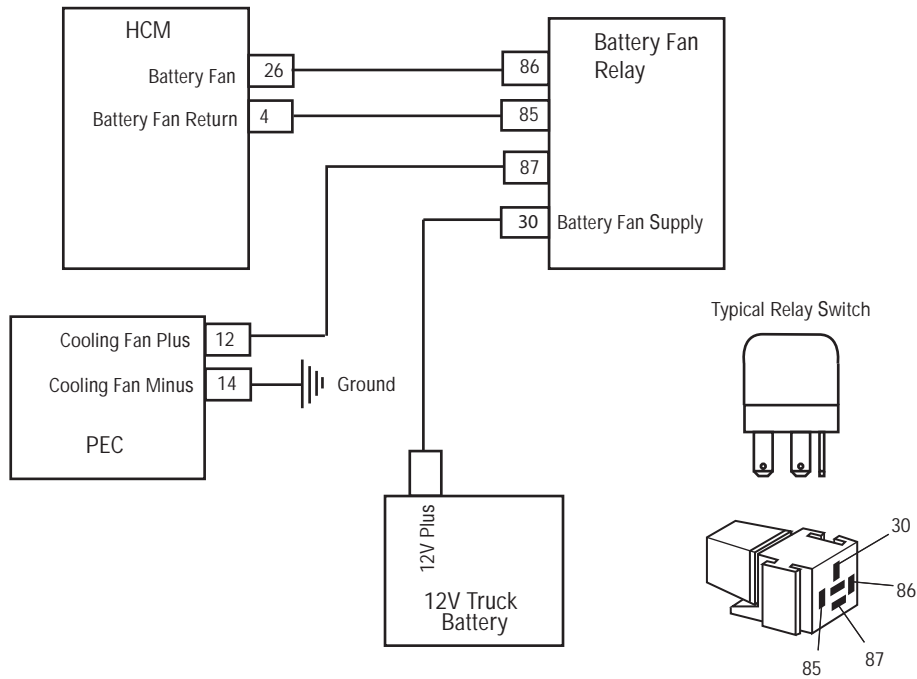 HCM
Battery Fan
26
Battery Fan Return
4
86
Battery Fan
Relay
85
87
30
Battery Fan Supply
Cooling Fan Plus
12
Cooling Fan Minus
14
Ground
PEC
12V Plus
12V Truck
Battery
Typical Relay Switch
30
86
87
85